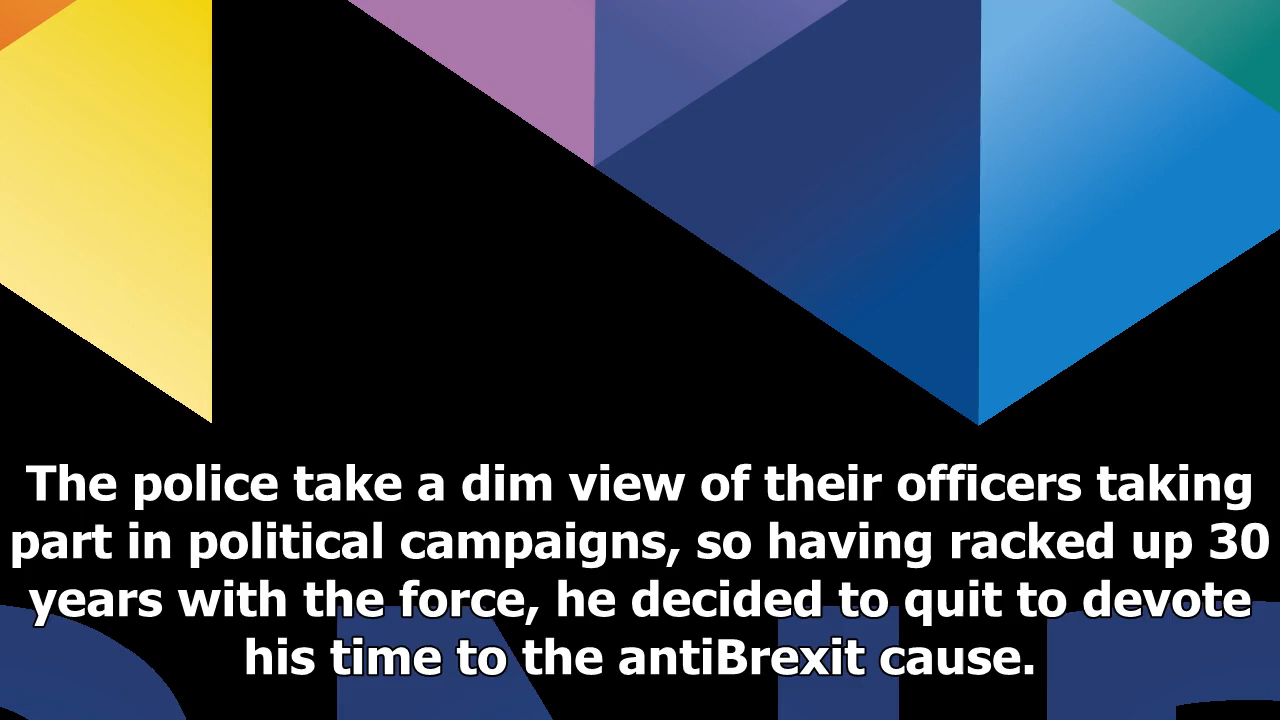 The police take a dim view of their officers taking
part in political campaigns, so having racked up 30
years with the force, he decided to quit to devote
his time to the antiBrexit cause.